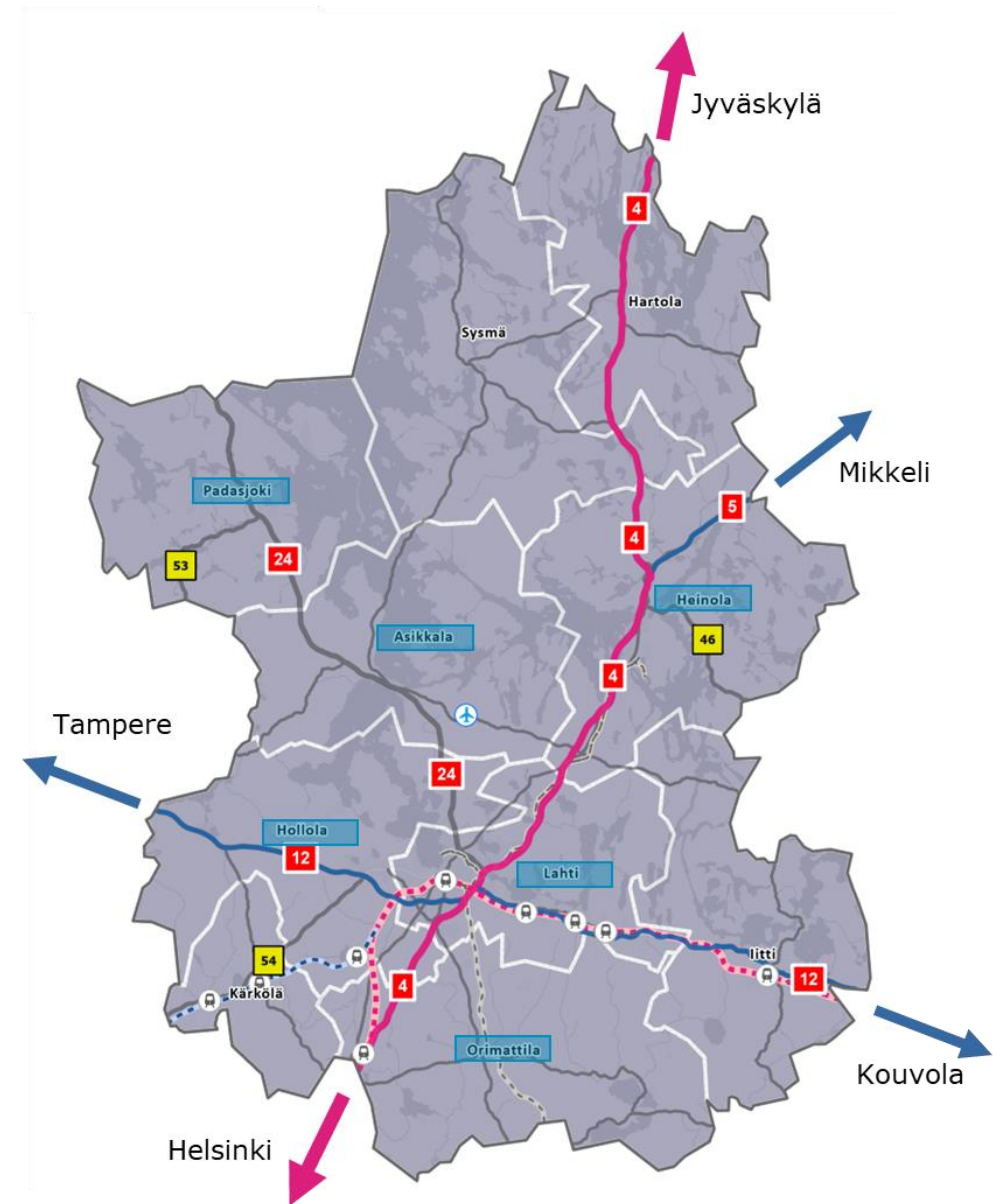 Jyväskylä
4
Hartola
Sysmä
Mikkeli
5
Padasjoki
4
24
53
Heinola
Asikkala
46
4
Tampere
24
Hollola
12
Lahti
Iitti
54
12
4
Kärkölä
Orimattila
Kouvola
Helsinki